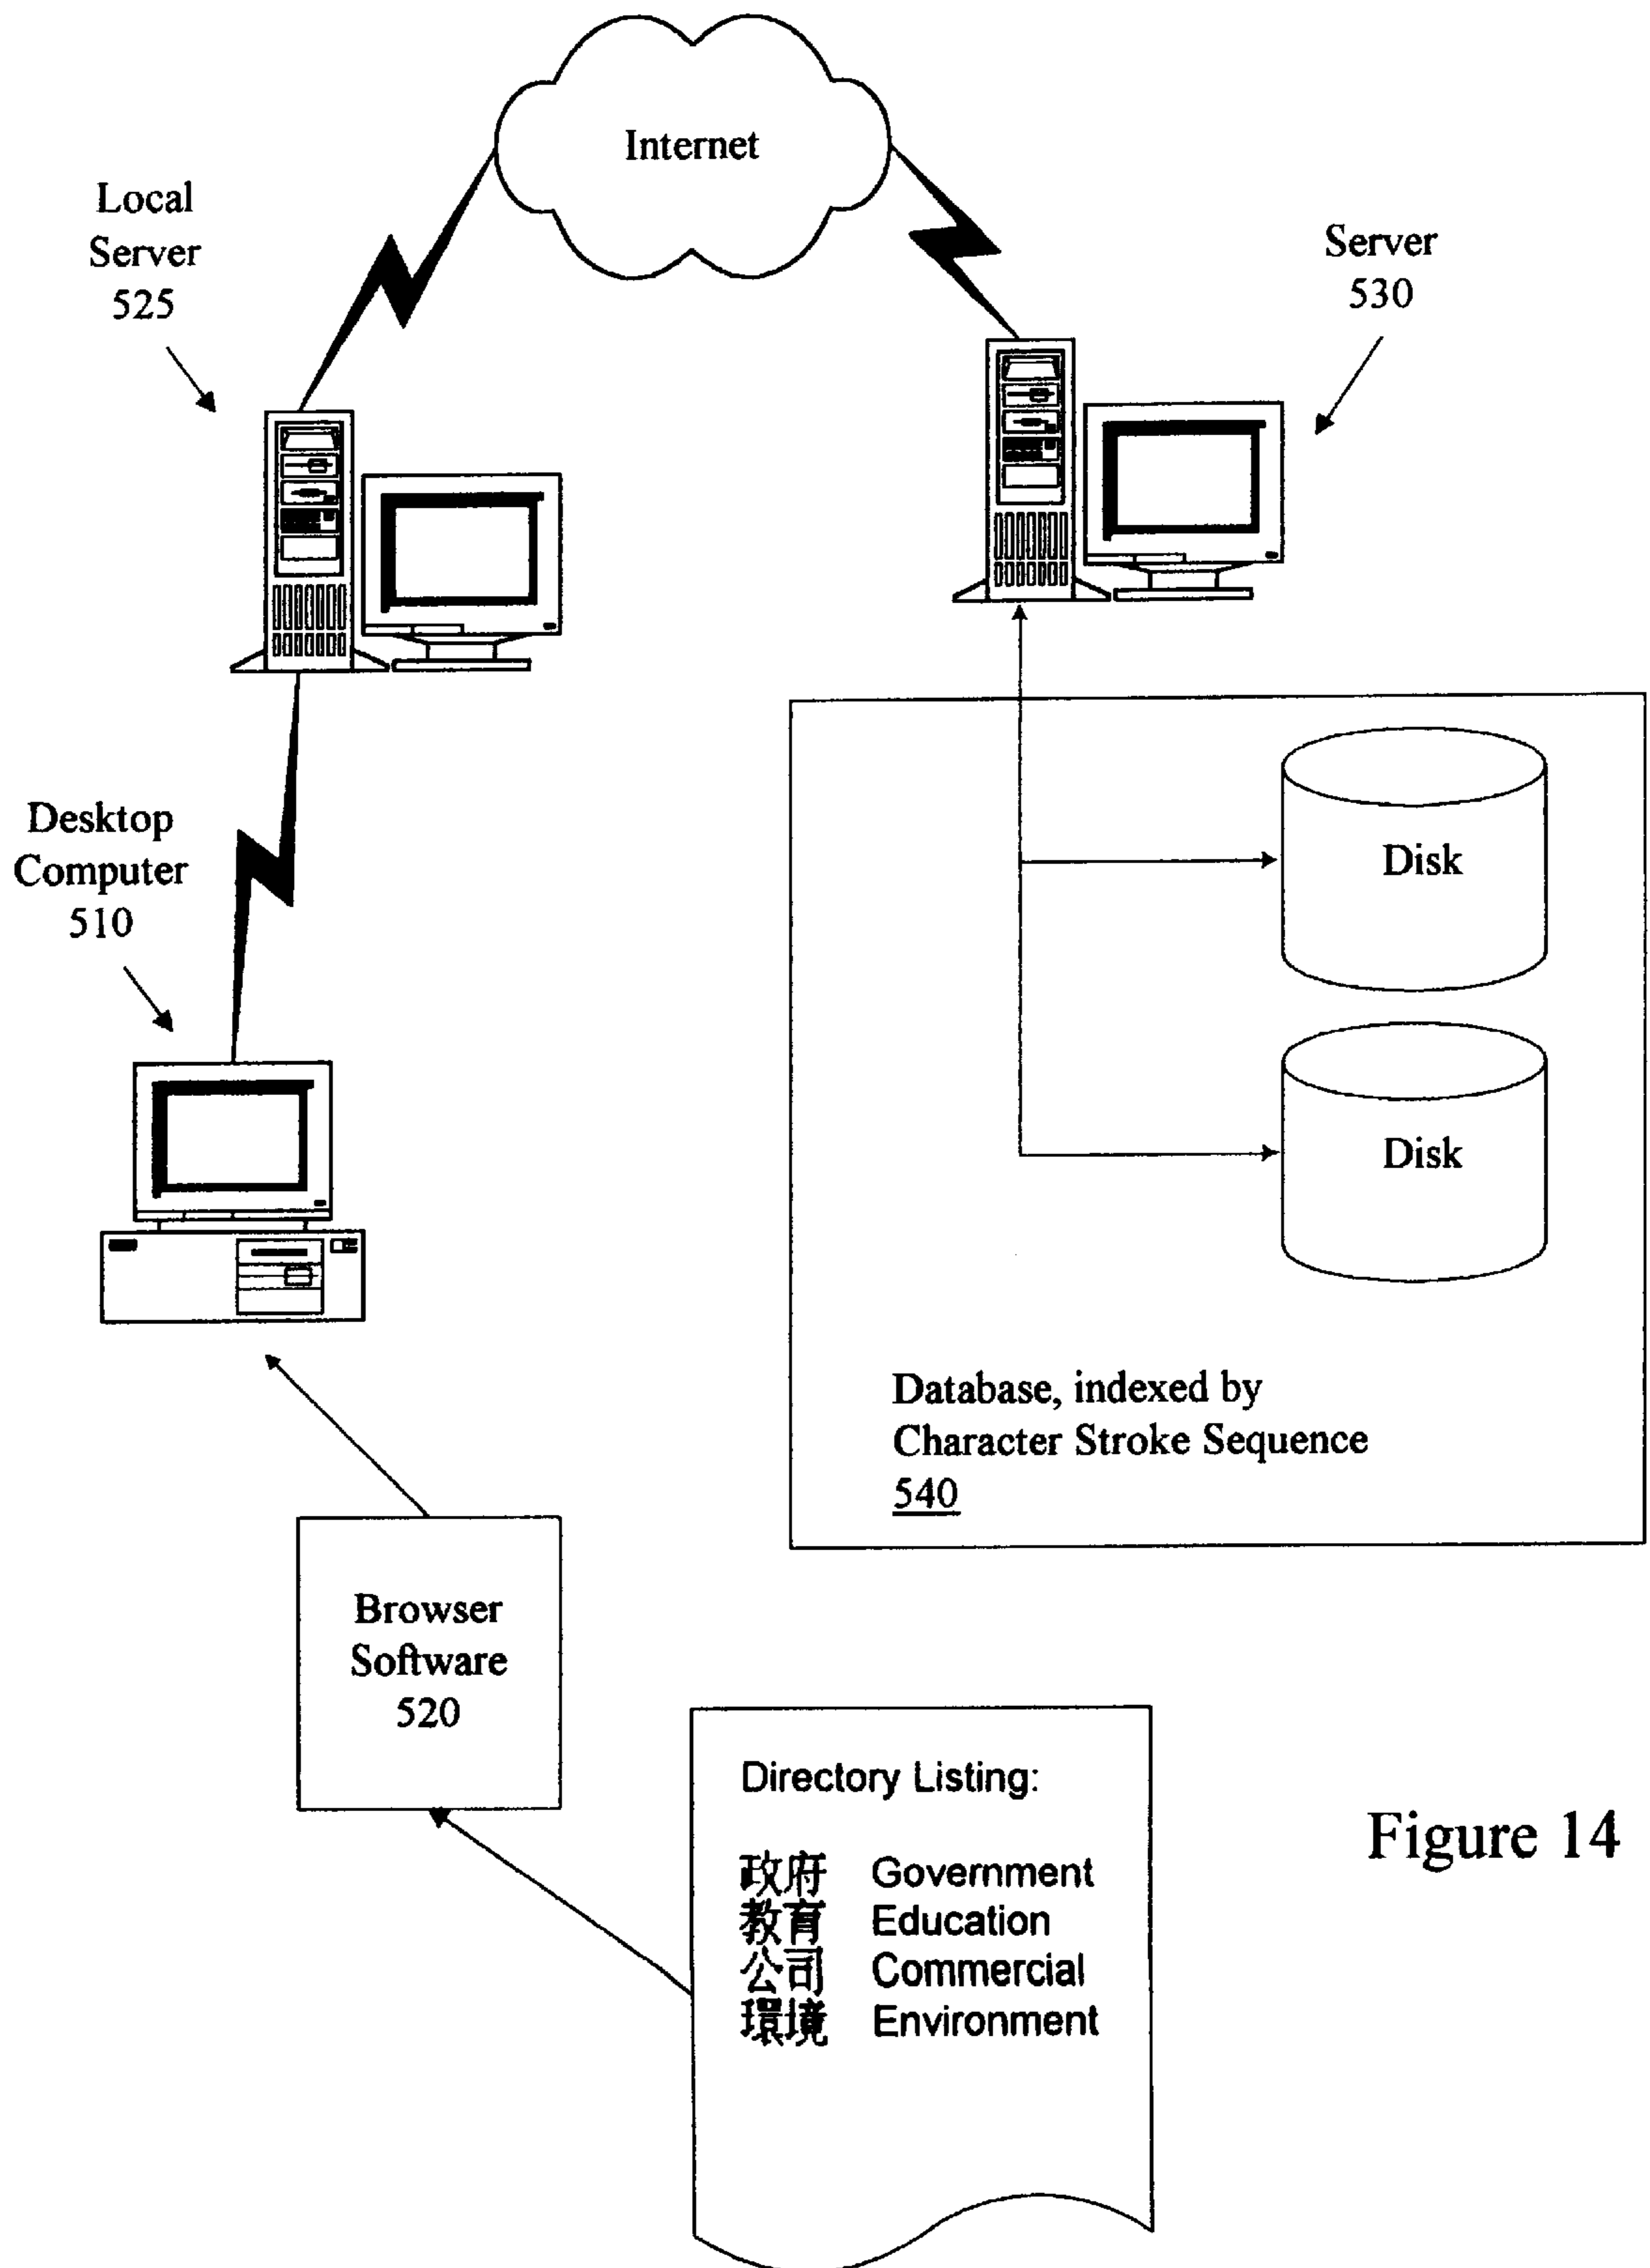 Internet
Local
Server
525
Server
530
Desktop
Computer
510
Disk
Disk
Database, indexed by
Character Stroke Sequence
540
Browser
Software
520
Directory Listing:
政府 Government
教育 Education
公司 Commercial
環境 Environment
Figure 14